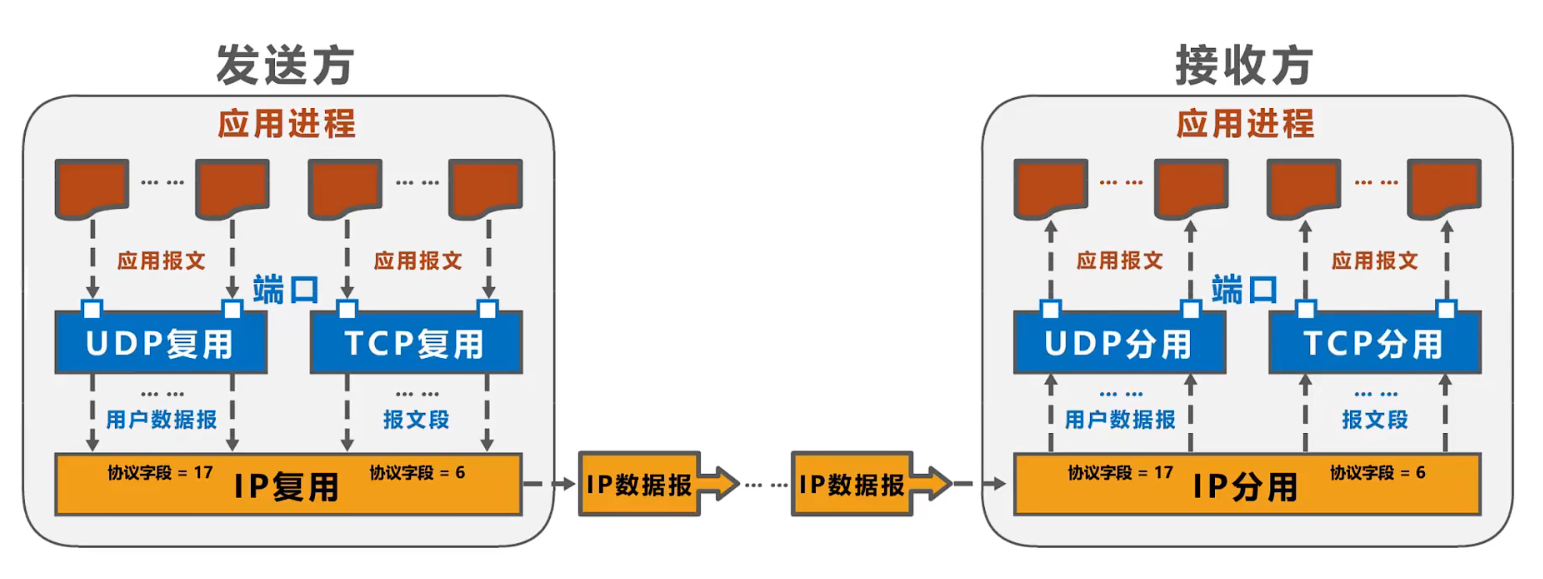 发送方
应用进程
… …
… …
应用报文
应用报文
端口
UDP复用
TCP复用
… …
… …
用户数据报
报文段
协议字段 = 17
IP复用
协议字段 = 6
IP数据报
… …
IP数据报
接收方
应用进程
… …
… …
应用报文
应用报文
端口
UDP分用
TCP分用
… …
… …
用户数据报
报文段
协议字段 = 17
IP分用
协议字段 = 6